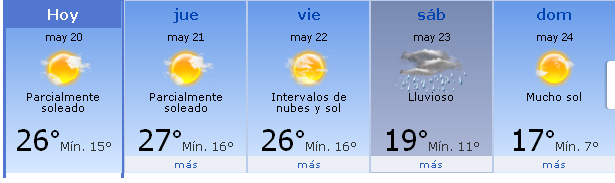 Hoy
may 20
Parcialmente
soleado
26° Mín. 15°
jue
may 21
Parcialmente
soleado
27° Mín. 16°
más
vie
may 22
Intervalos de
nubes y sol
26° Mín. 16°
más
sáb
may 23
Lluvioso
19° Mín. 11°
más
dom
may 24
Mucho sol
17° Mín. 7°
más